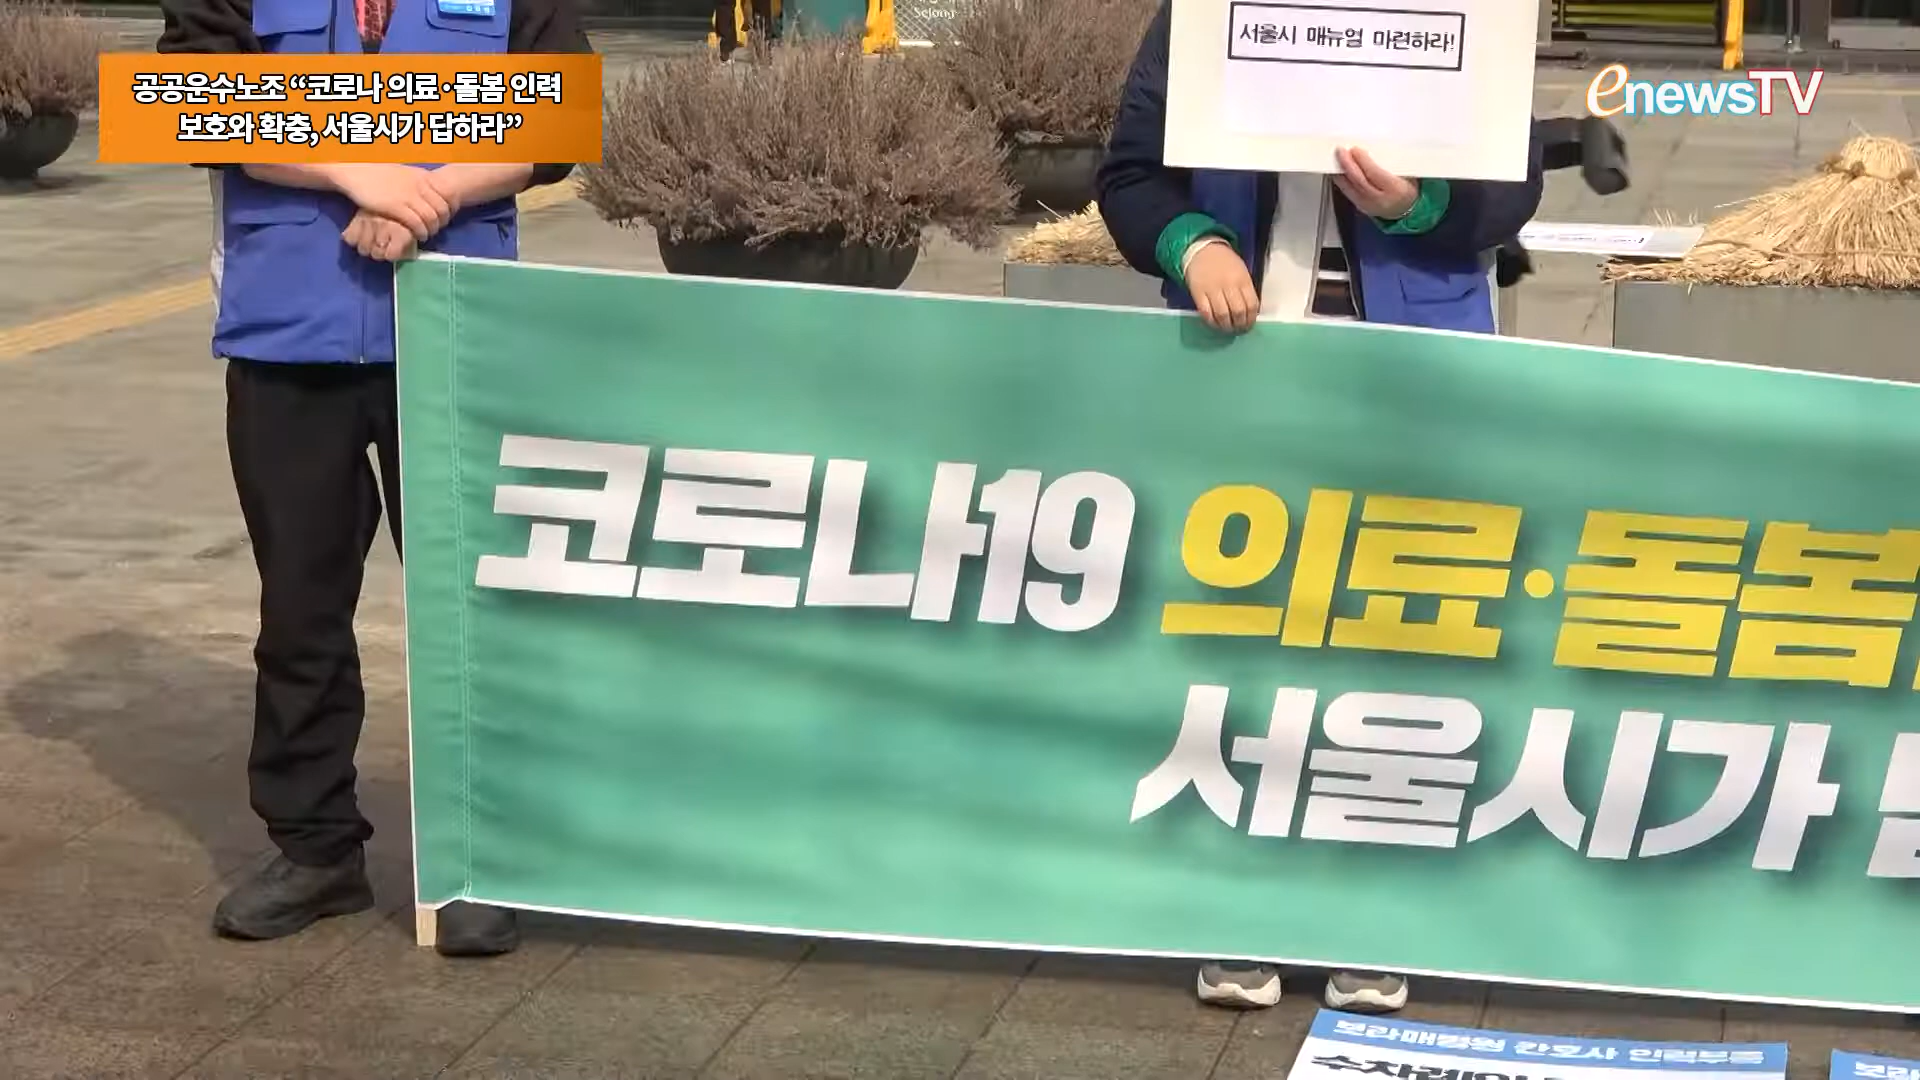 Sejong
서울시 매뉴얼 마련하라!
공공운수노조 “코로나 의료·돌봄 인력
보호와 확충, 서울시가 답하라”
enewsTV
코로나19 의료·돌봄
서울시가
보라매병원 간호사 인력부족